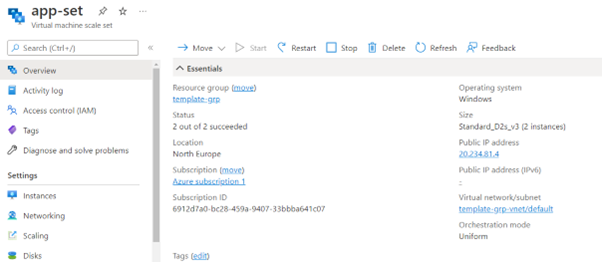 app-set
Virtual machine scale set
Search (Ctrl+/)
Overview
Activity log
Access control (IAM)
Tags
Diagnose and solve problems
Settings
Instances
Networking
Scaling
Disks
Move
Start
Restart
Stop
Delete
Refresh
Feedback
Essentials
Resource group (move)
template-grp
Status
2 out of 2 succeeded
Location
North Europe
Subscription (move)
Azure subscription 1
Subscription ID
6912d7a0-bc28-459a-9407-33bbba641c07
Tags (edit)
Operating system
Windows
Size
Standard_D2s_v3 (2 instances)
Public IP address
20.234.81.4
Public IP address (IPv6)
-
Virtual network/subnet
template-grp-vnet/default
Orchestration mode
Uniform